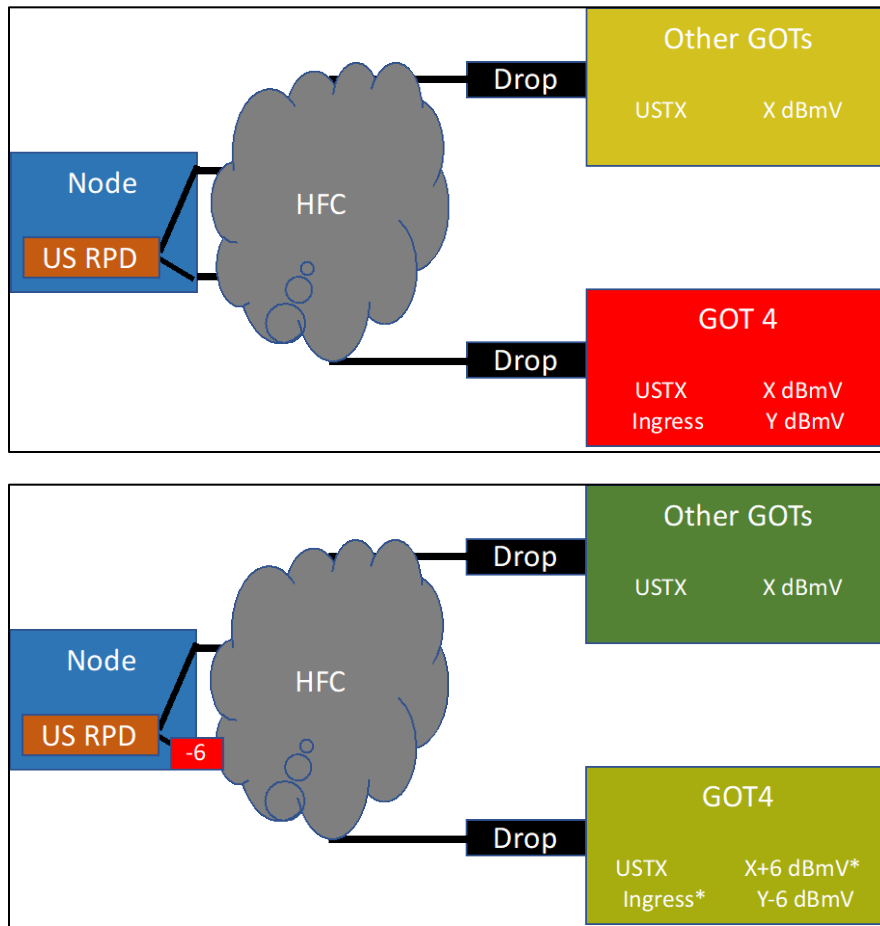 Other GOTs
Drop
USTX X dBmV
Node
HFC
US RPD
GOT 4
Drop
USTX X dBmV
Ingress Y dBmV
Other GOTs
Drop
USTX X dBmV
Node
HFC
US RPD
-6
GOT4
Drop
USTX X+6 dBmV*
Ingress* Y-6 dBmV